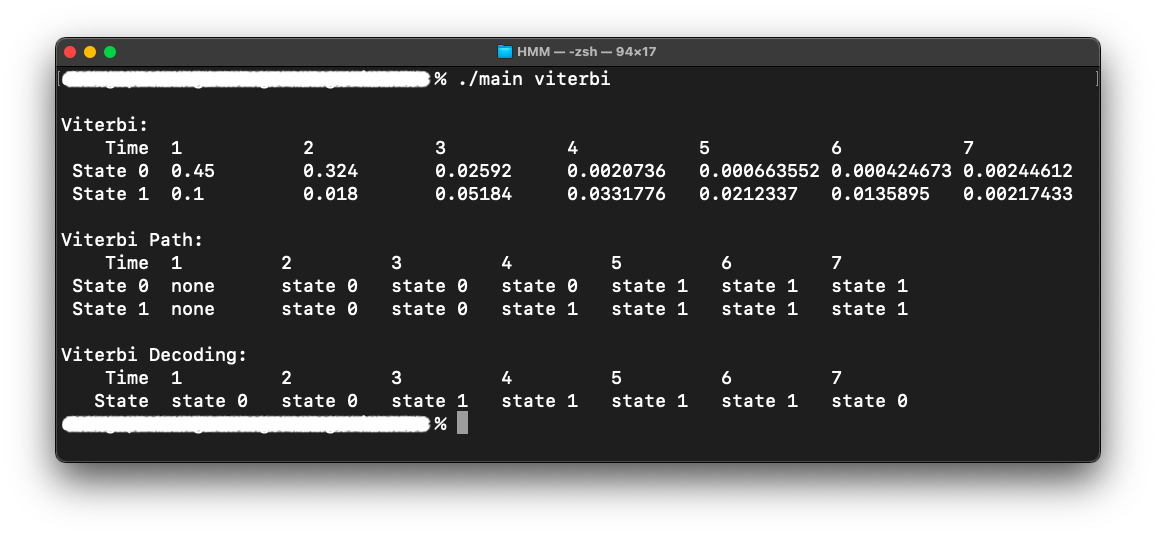 HMM — -zsh — 94×17
% ./main viterbi
Viterbi:
Time 1 2 3 4 5 6 7
State 0 0.45 0.324 0.02592 0.0020736 0.000663552 0.000424673 0.00244612
State 1 0.1 0.018 0.05184 0.0331776 0.0212337 0.0135895 0.00217433
Viterbi Path:
Time 1 2 3 4 5 6 7
State 0 none state 0 state 0 state 0 state 1 state 1 state 1
State 1 none state 0 state 0 state 1 state 1 state 1 state 1
Viterbi Decoding:
Time 1 2 3 4 5 6 7
State state 0 state 0 state 1 state 1 state 1 state 1 state 0
%